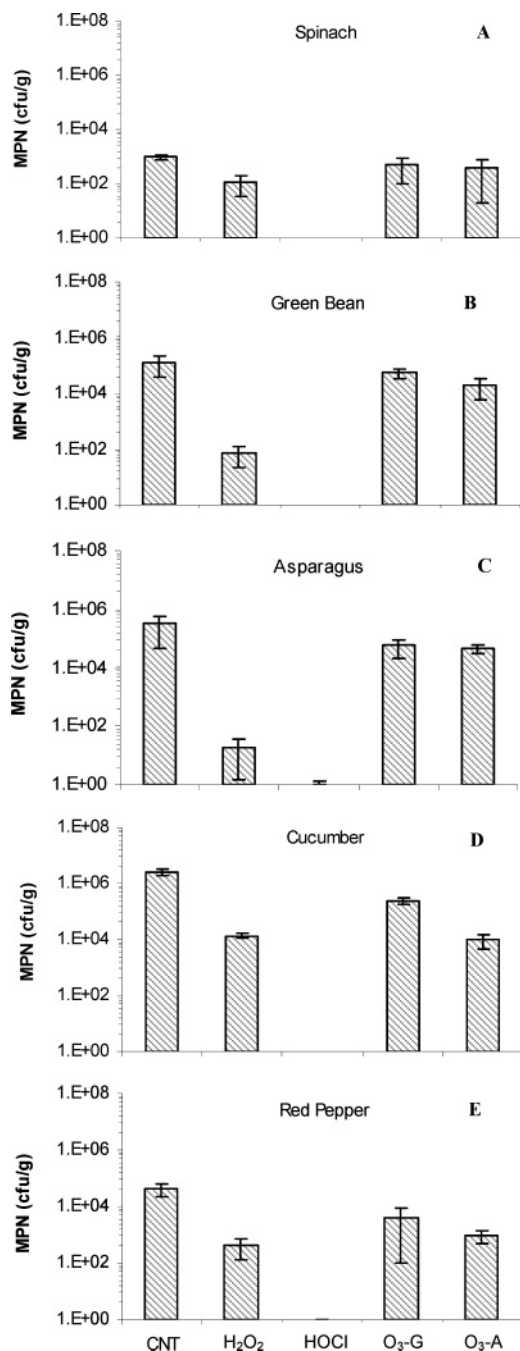 Spinach A
MPN (cfu/g)
1.E+08
1.E+06
1.E+04
1.E+02
1.E+00
Green Bean B
MPN (cfu/g)
1.E+08
1.E+06
1.E+04
1.E+02
1.E+00
Asparagus C
MPN (cfu/g)
1.E+08
1.E+06
1.E+04
1.E+02
1.E+00
Cucumber D
MPN (cfu/g)
1.E+08
1.E+06
1.E+04
1.E+02
1.E+00
Red Pepper E
MPN (cfu/g)
1.E+08
1.E+06
1.E+04
1.E+02
1.E+00
CNT H₂O₂ HOCl O₃-G O₃-A